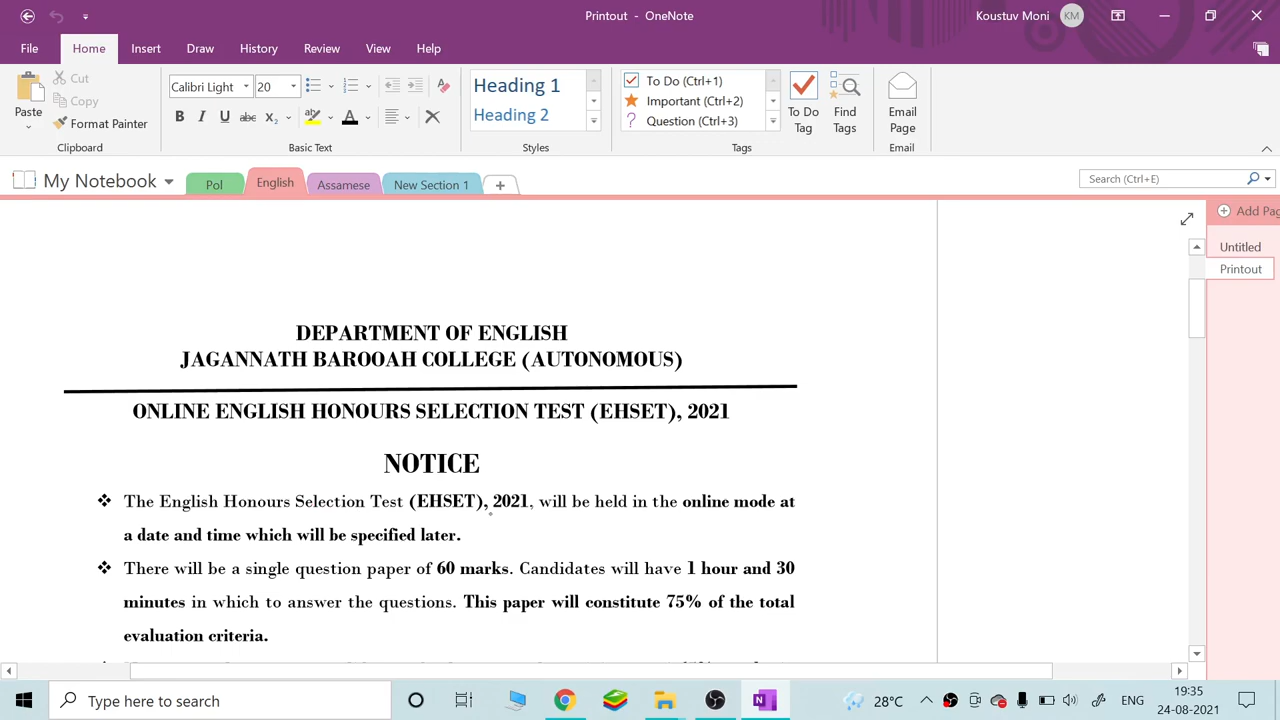 Printout - OneNote
Koustuv Moni KM
File Home Insert Draw History Review View Help
Paste
Cut
Copy
Format Painter
Clipboard
Calibri Light 20
B I U abc X₂ A
Basic Text
Heading 1
Heading 2
Styles
To Do (Ctrl+1)
Important (Ctrl+2)
Question (Ctrl+3)
To Do Tag
Find Tags
Tags
Email Page
Email
My Notebook
Pol English Assamese New Section 1
Search (Ctrl+E)
Add Pag
Untitled
Printout
DEPARTMENT OF ENGLISH
JAGANNATH BAROOAH COLLEGE (AUTONOMOUS)
ONLINE ENGLISH HONOURS SELECTION TEST (EHSET), 2021
NOTICE
❖ The English Honours Selection Test (EHSET), 2021, will be held in the online mode at
a date and time which will be specified later.
❖ There will be a single question paper of 60 marks. Candidates will have 1 hour and 30
minutes in which to answer the questions. This paper will constitute 75% of the total
evaluation criteria.
Type here to search
28°C
ENG
19:35
24-08-2021